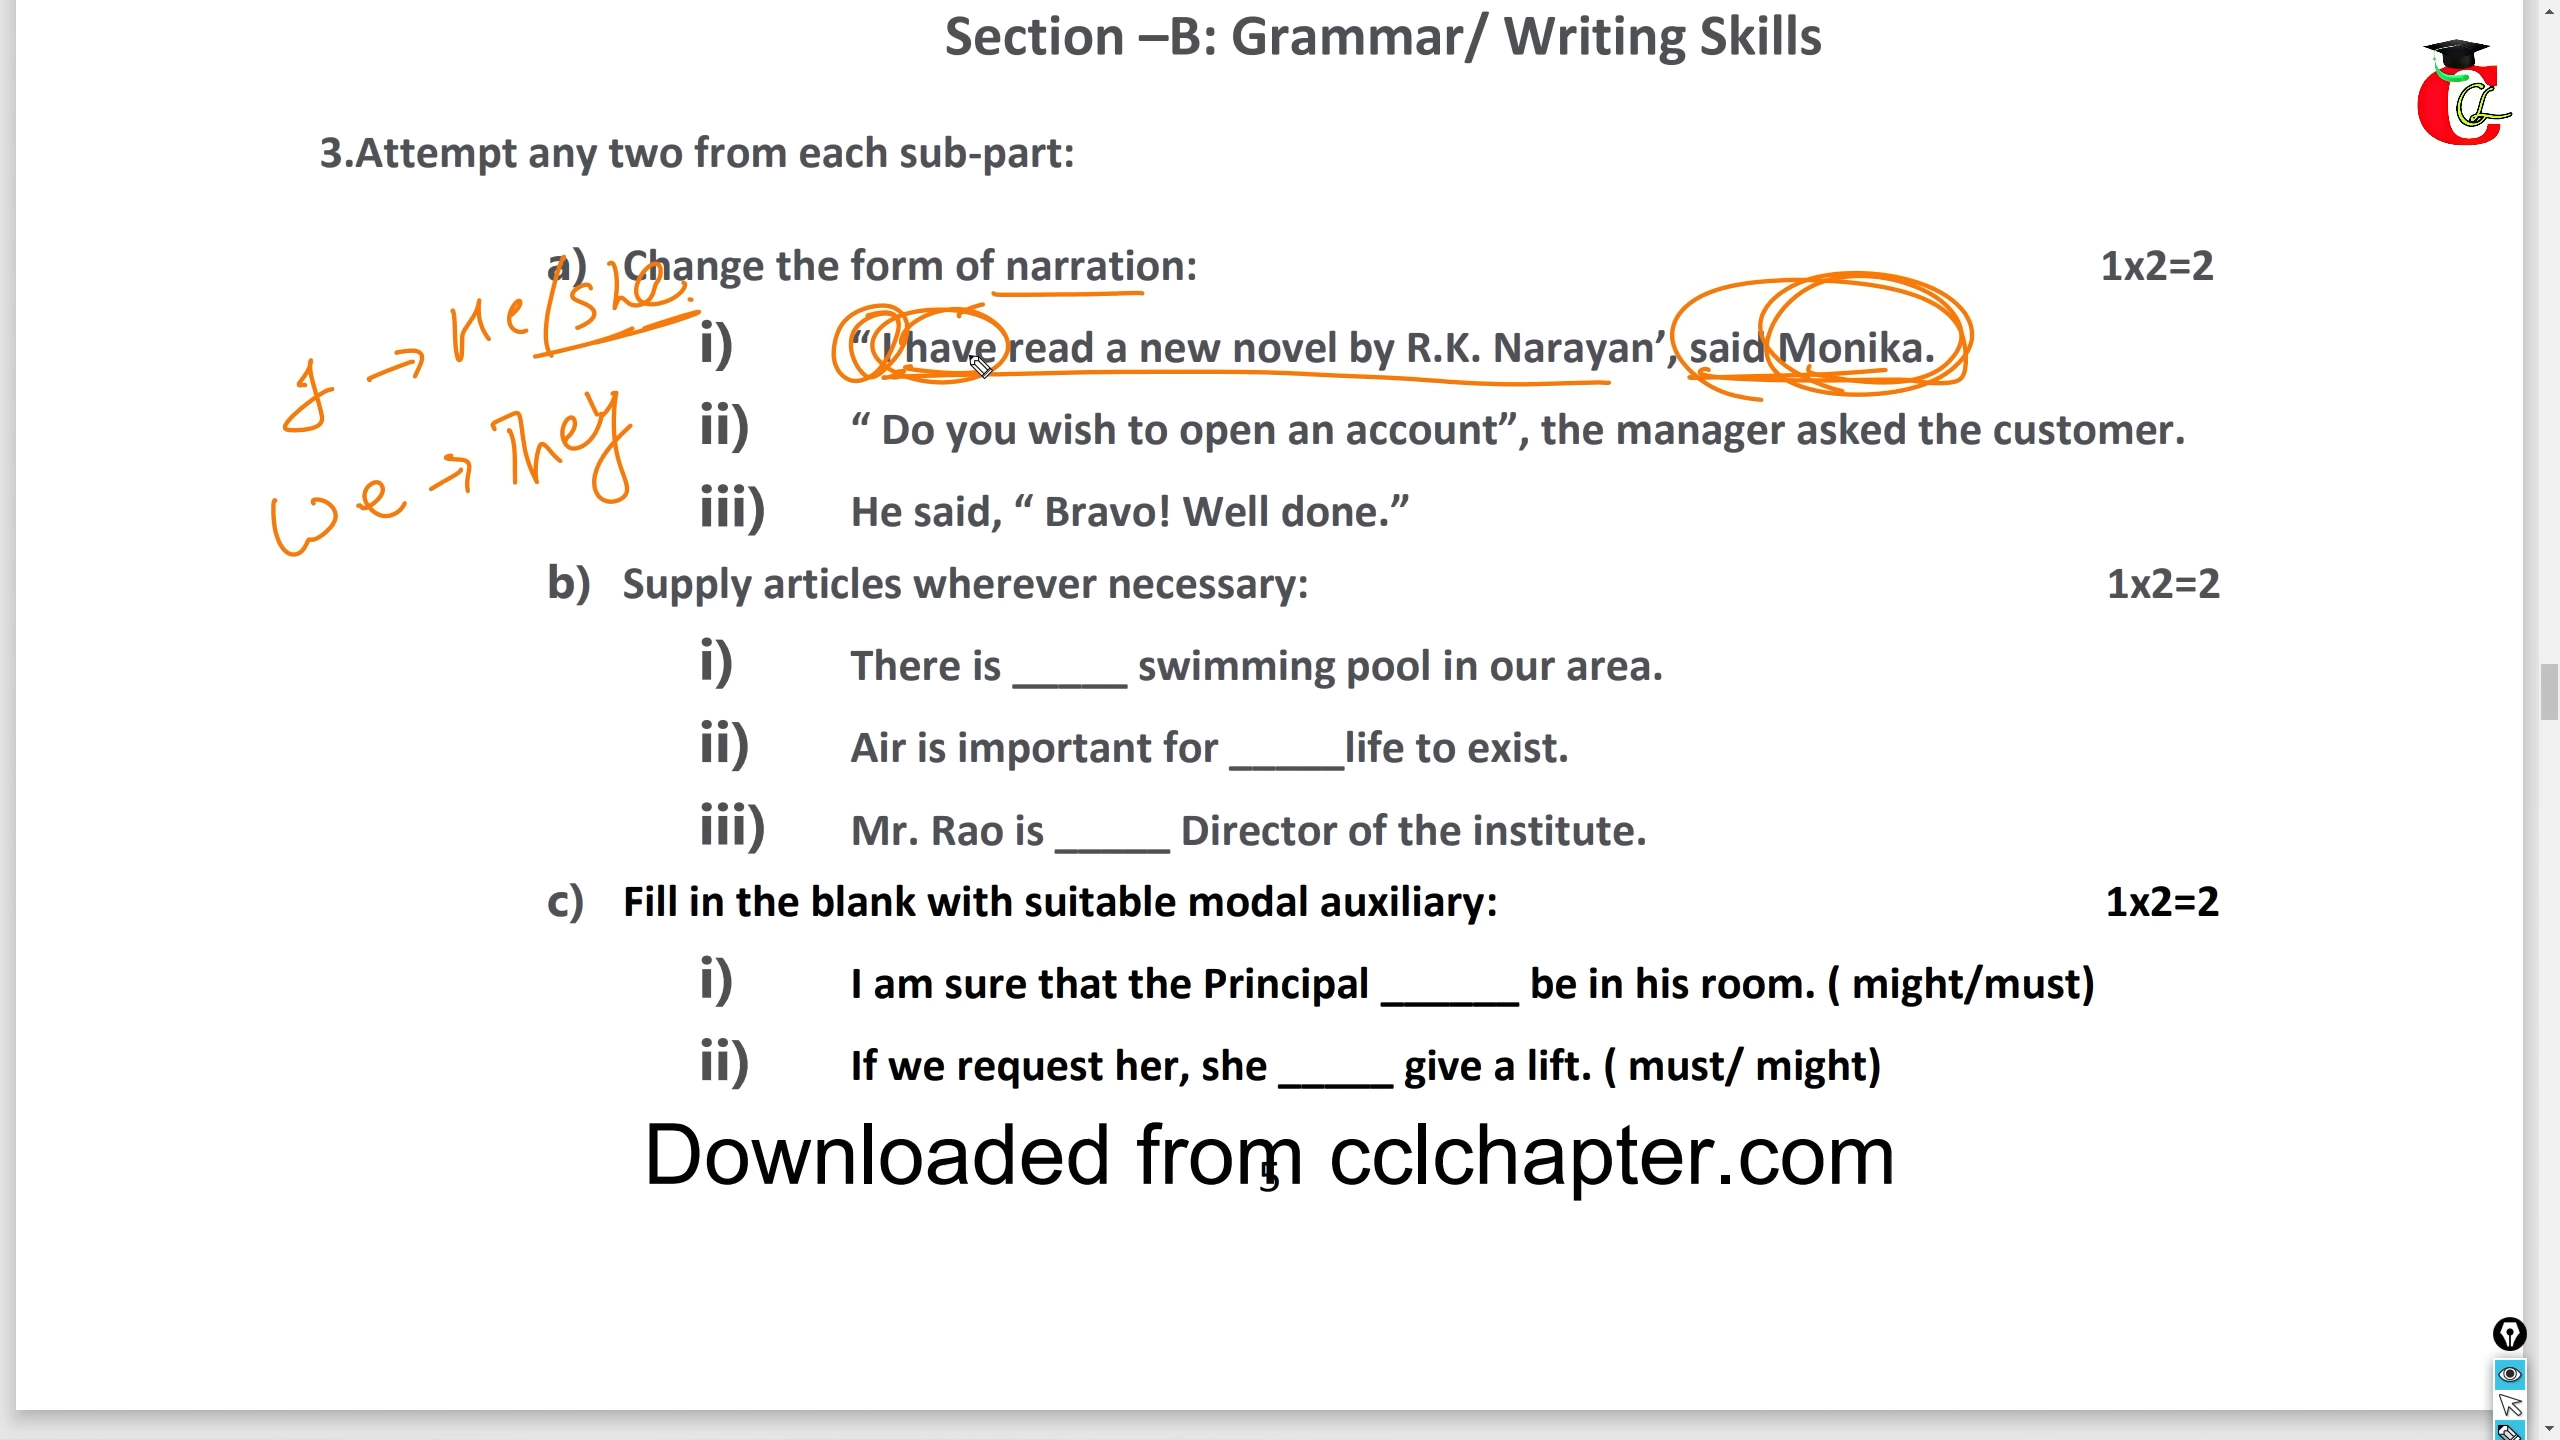 Section –B: Grammar/ Writing Skills
3.Attempt any two from each sub-part:
a) Change the form of narration: 1x2=2
I → He/she.
i) “ I have read a new novel by R.K. Narayan’, said Monika.
ii) “ Do you wish to open an account”, the manager asked the customer.
We → They
iii) He said, “ Bravo! Well done.”
b) Supply articles wherever necessary: 1x2=2
i) There is _____ swimming pool in our area.
ii) Air is important for _____life to exist.
iii) Mr. Rao is _____ Director of the institute.
c) Fill in the blank with suitable modal auxiliary: 1x2=2
i) I am sure that the Principal ______ be in his room. ( might/must)
ii) If we request her, she _____ give a lift. ( must/ might)
Downloaded from cclchapter.com
5
CCL